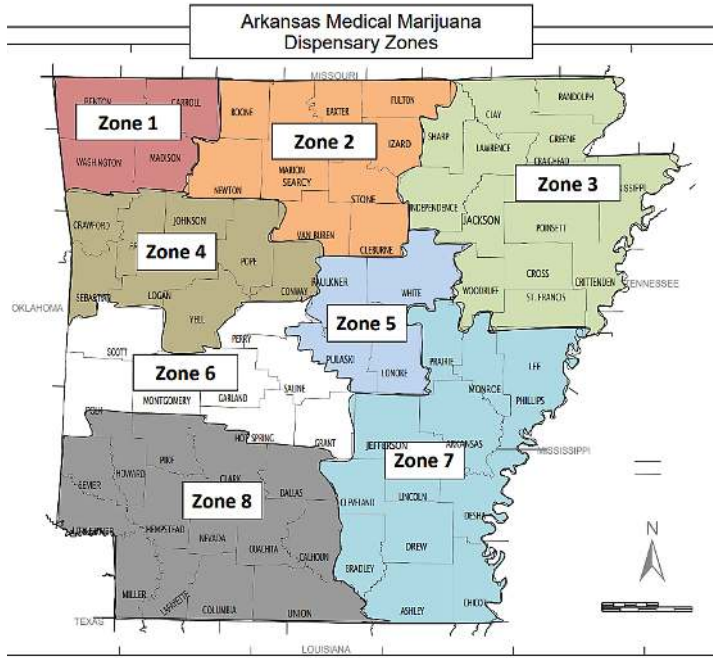 Arkansas Medical Marijuana
Dispensary Zones
MISSOURI
BENTON
CARROLL
BOONE
BAXTER
FULTON
RANDOLPH
CLAY
Zone 1
Zone 2
SHARP
IZARD
GREENE
LAWRENCE
WASHINGTON
MADISON
CRAIGHEAD
MARION
SEARCY
Zone 3
NEWTON
STONE
INDEPENDENCE
JACKSON
CRAWFORD
JOHNSON
POINSETT
VAN BUREN
Zone 4
CLEBURNE
POPE
CROSS
CONWAY
FAULKNER
WHITE
WOODRUFF
CRITTENDEN
TENNESSEE
SEBASTIAN
LOGAN
ST. FRANCIS
OKLAHOMA
YELL
Zone 5
PERRY
SCOTT
PULASKI
LONOKE
PRAIRIE
LEE
Zone 6
SALINE
MONROE
MONTGOMERY
GARLAND
PHILLIPS
POLK
HOT SPRING
GRANT
JEFFERSON
ARKANSAS
MISSISSIPPI
PIKE
Zone 7
HOWARD
CLARK
SEVIER
Zone 8
DALLAS
CLEVELAND
LINCOLN
DESHA
HEMPSTEAD
NEVADA
OUACHITA
DREW
CALHOUN
BRADLEY
N
MILLER
LAFAYETTE
COLUMBIA
UNION
ASHLEY
CHICOT
TEXAS
LOUISIANA